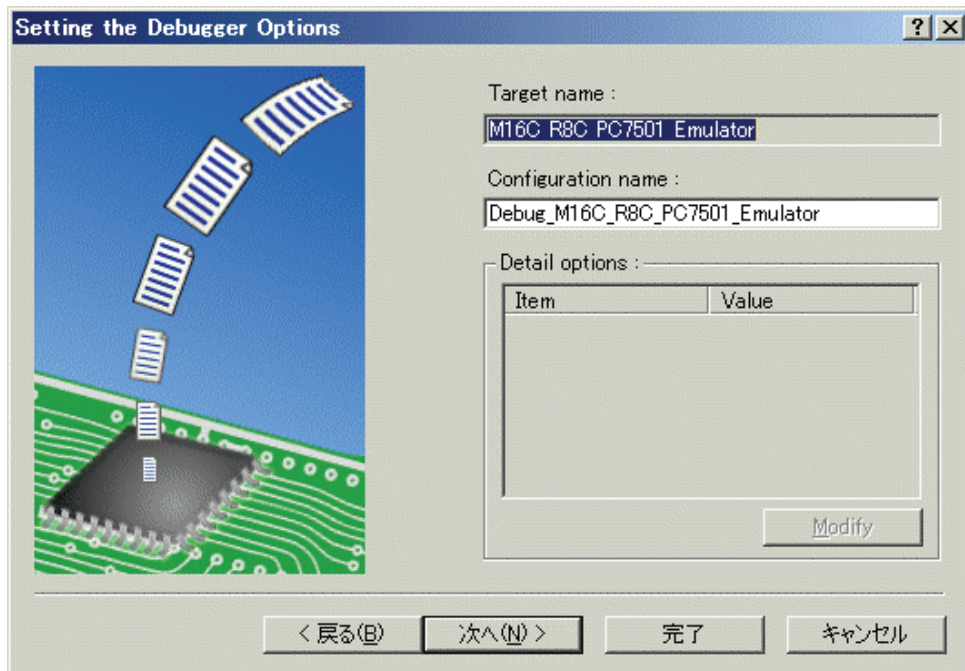 Setting the Debugger Options
Target name :
M16C R8C PC7501 Emulator
Configuration name :
Debug_M16C_R8C_PC7501_Emulator
Detail options :
Item Value
Modify
< 戻る(B) 次へ(N) > 完了 キャンセル